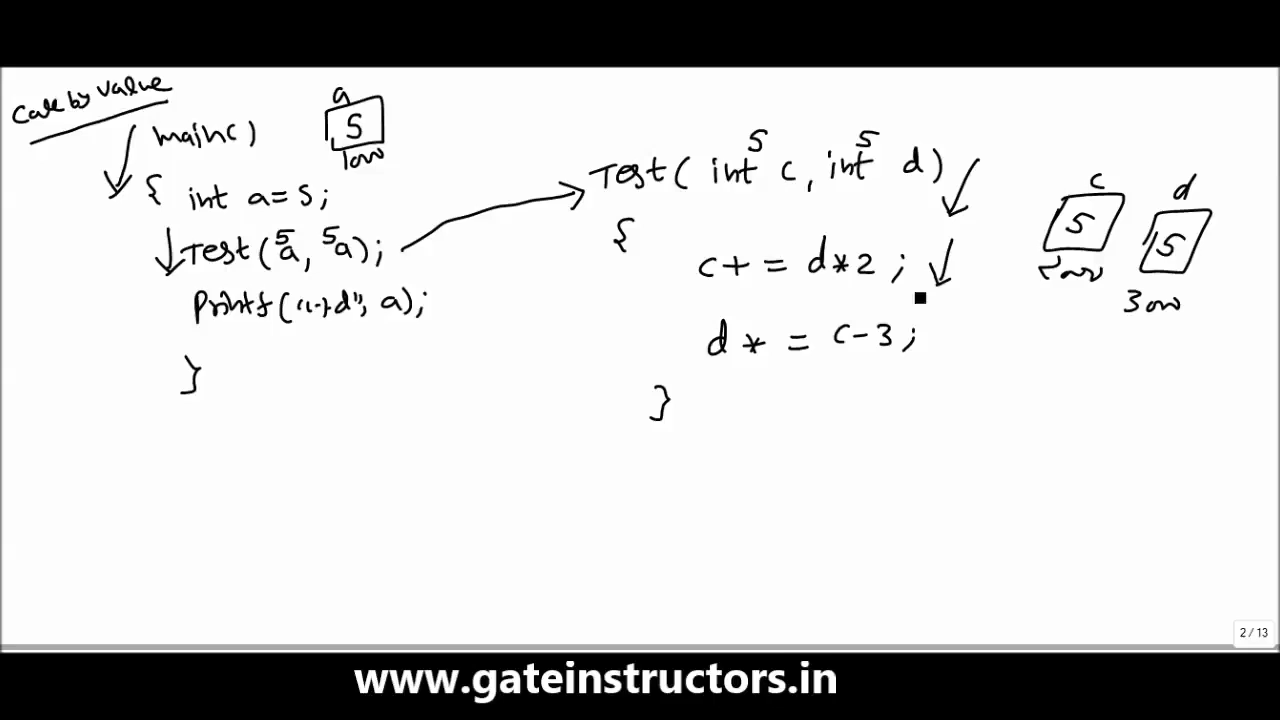 Call by Value
main()
{ int a=5;
5 5
Test(a, a);
Printf("%d", a);
}
a
5
1000
5 5
Test( int c, int d)
{
c+ = d*2 ;
d* = c-3;
}
c
5
2000
d
5
3000
2 / 13
www.gateinstructors.in